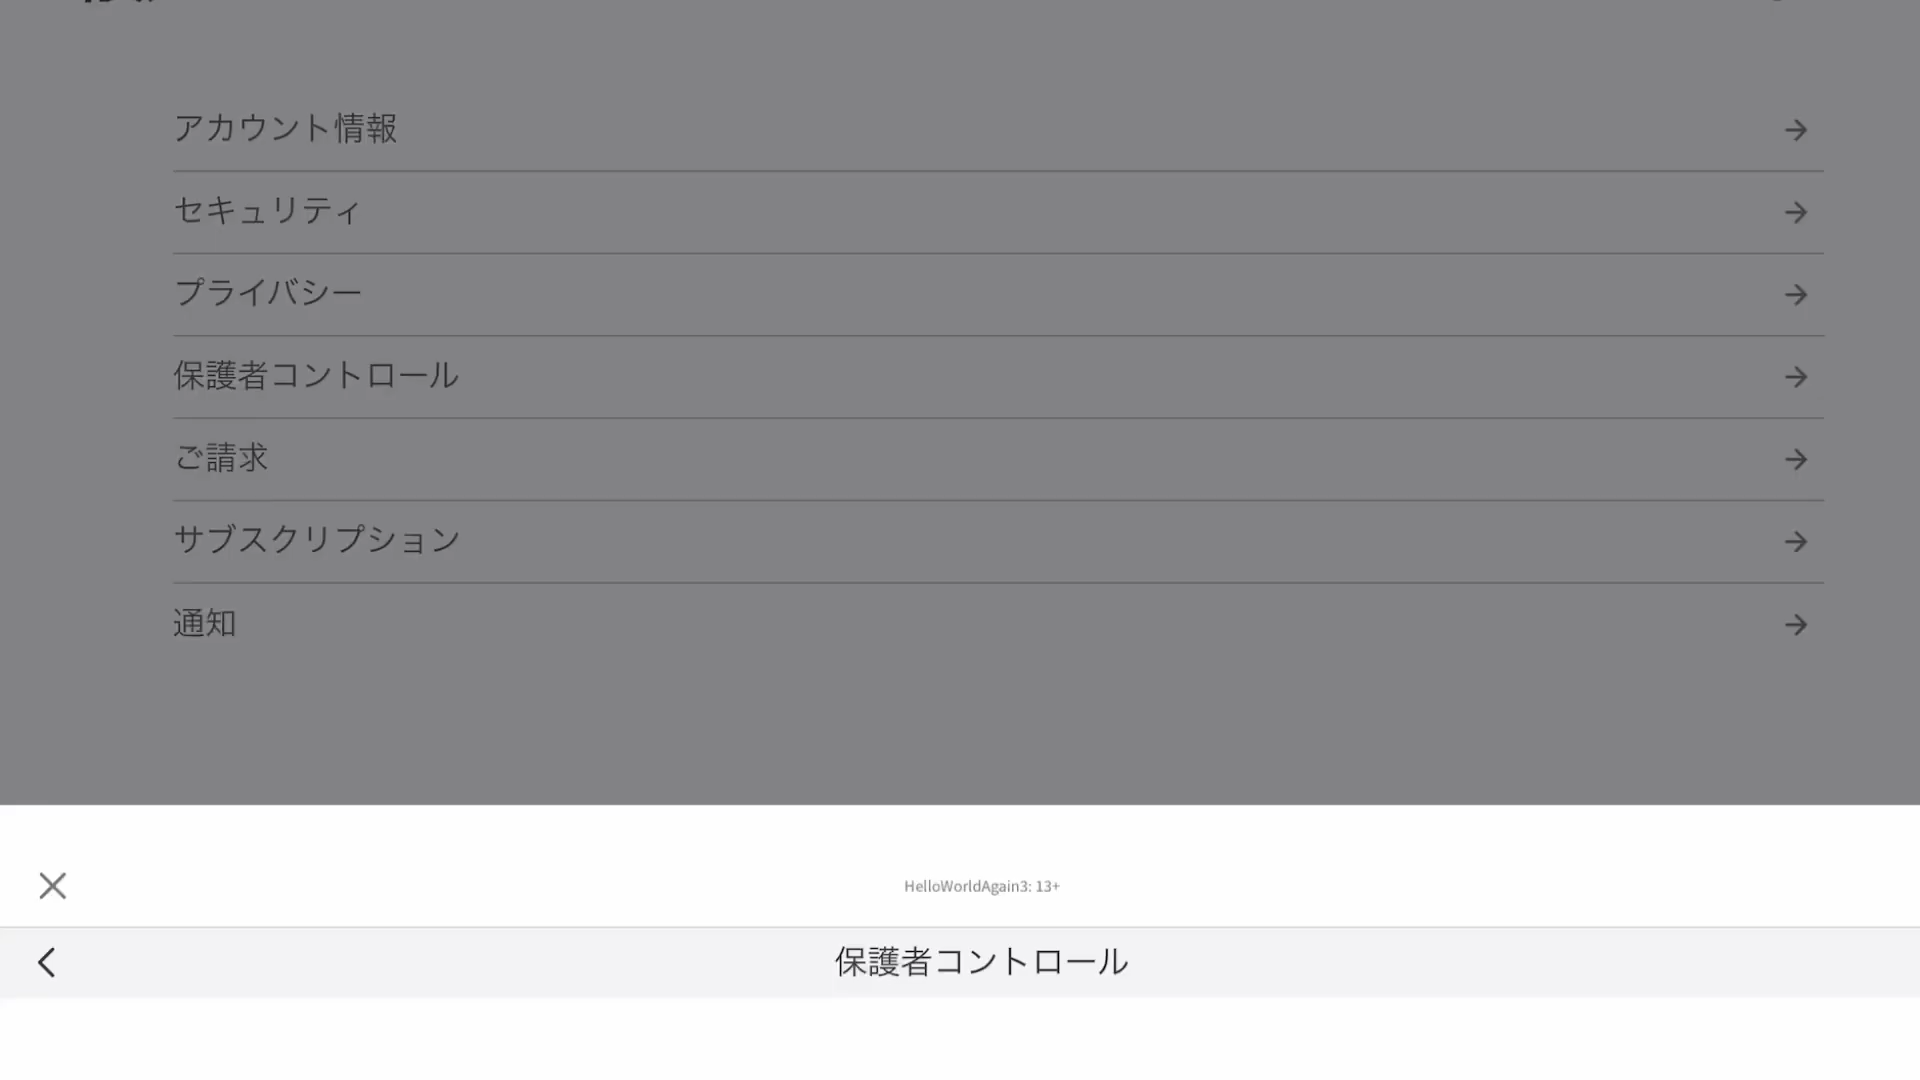 アカウント情報
セキュリティ
プライバシー
保護者コントロール
ご請求
サブスクリプション
通知
HelloWorldAgain3: 13+
保護者コントロール